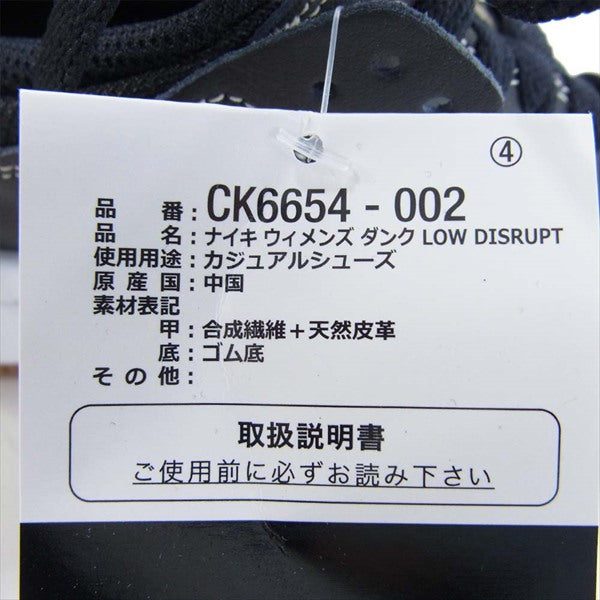 ④
品 番 : CK6654 - 002
品 名 : ナイキ ウィメンズ ダンク LOW DISRUPT
使用用途 : カジュアルシューズ
原 産 国 : 中国
素材表記
甲 : 合成繊維+天然皮革
底 : ゴム底
そ の 他 :
取扱説明書
ご使用前に必ずお読み下さい